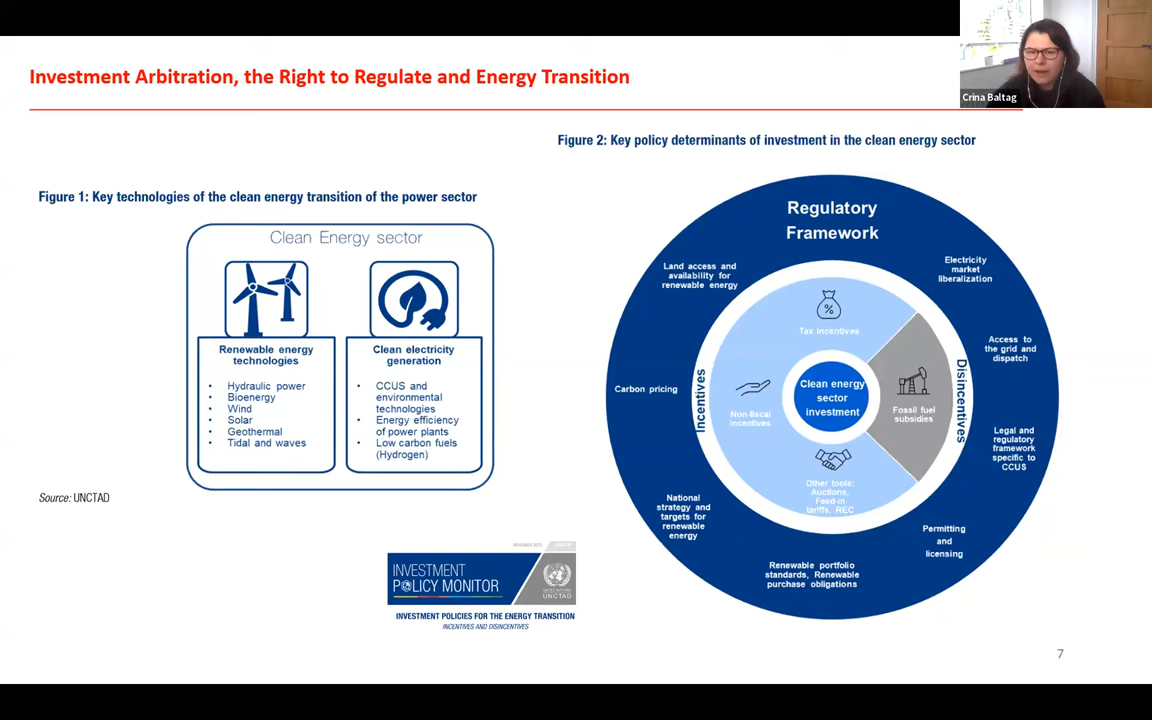 Crina Baltag
Investment Arbitration, the Right to Regulate and Energy Transition
Figure 1: Key technologies of the clean energy transition of the power sector
Clean Energy sector
Renewable energy
technologies
• Hydraulic power
• Bioenergy
• Wind
• Solar
• Geothermal
• Tidal and waves
Clean electricity
generation
• CCUS and
environmental
technologies
• Energy efficiency
of power plants
• Low carbon fuels
(Hydrogen)
Source: UNCTAD
INVESTMENT
POLICY MONITOR
UNITED NATIONS
UNCTAD
INVESTMENT POLICIES FOR THE ENERGY TRANSITION
INCENTIVES AND DISINCENTIVES
Figure 2: Key policy determinants of investment in the clean energy sector
Regulatory
Framework
Land access and
availability for
renewable energy
Electricity
market
liberalization
Access to
the grid and
dispatch
Legal and
regulatory
framework
specific to
CCUS
Permitting
and
licensing
Renewable portfolio
standards, Renewable
purchase obligations
National
strategy and
targets for
renewable
energy
Carbon pricing
Incentives
Disincentives
%
Tax incentives
Non-fiscal
incentives
Clean energy
sector
investment
Fossil fuel
subsidies
Other tools:
Auctions,
Feed-in
tariffs, REC
7